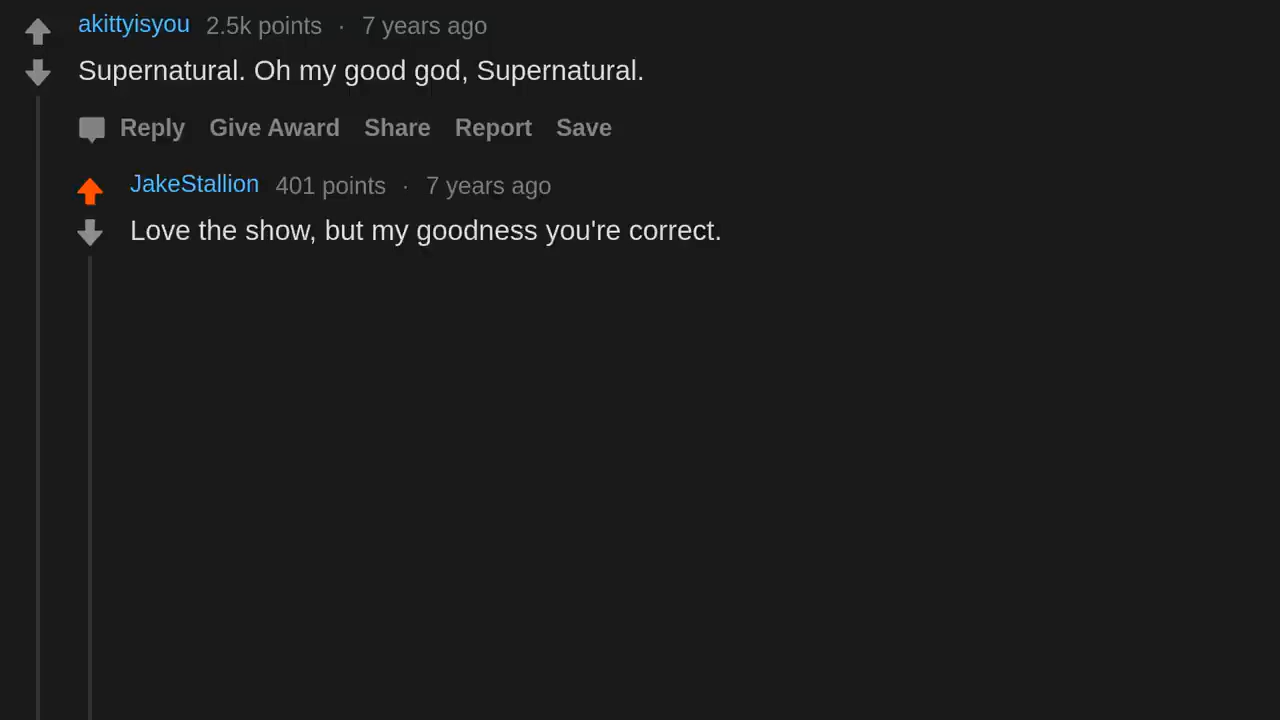 akittyisyou 2.5k points · 7 years ago
Supernatural. Oh my good god, Supernatural.
Reply Give Award Share Report Save
JakeStallion 401 points · 7 years ago
Love the show, but my goodness you're correct.